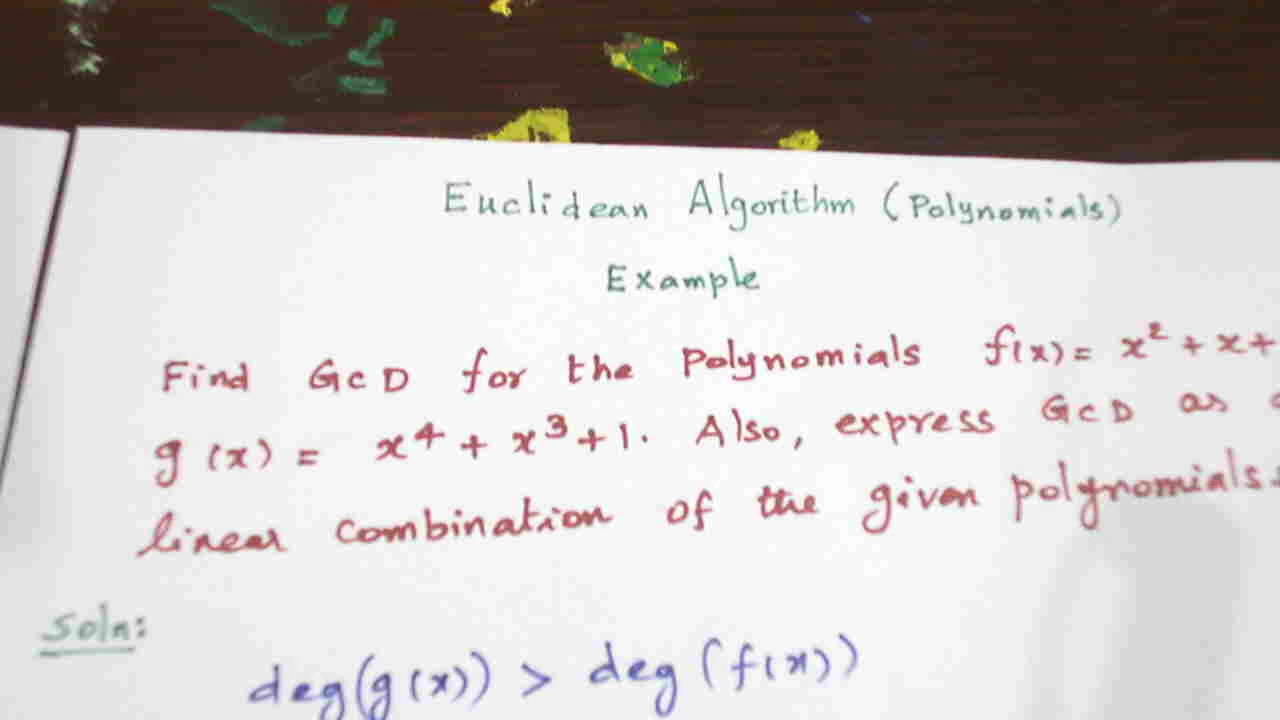 Euclidean Algorithm (Polynomials)
Example
Find GCD for the Polynomials f(x) = x² + x +
g(x) = x⁴ + x³ + 1. Also, express GCD as
linear combination of the given polynomials.
Soln:
deg(g(x)) > deg(f(x))